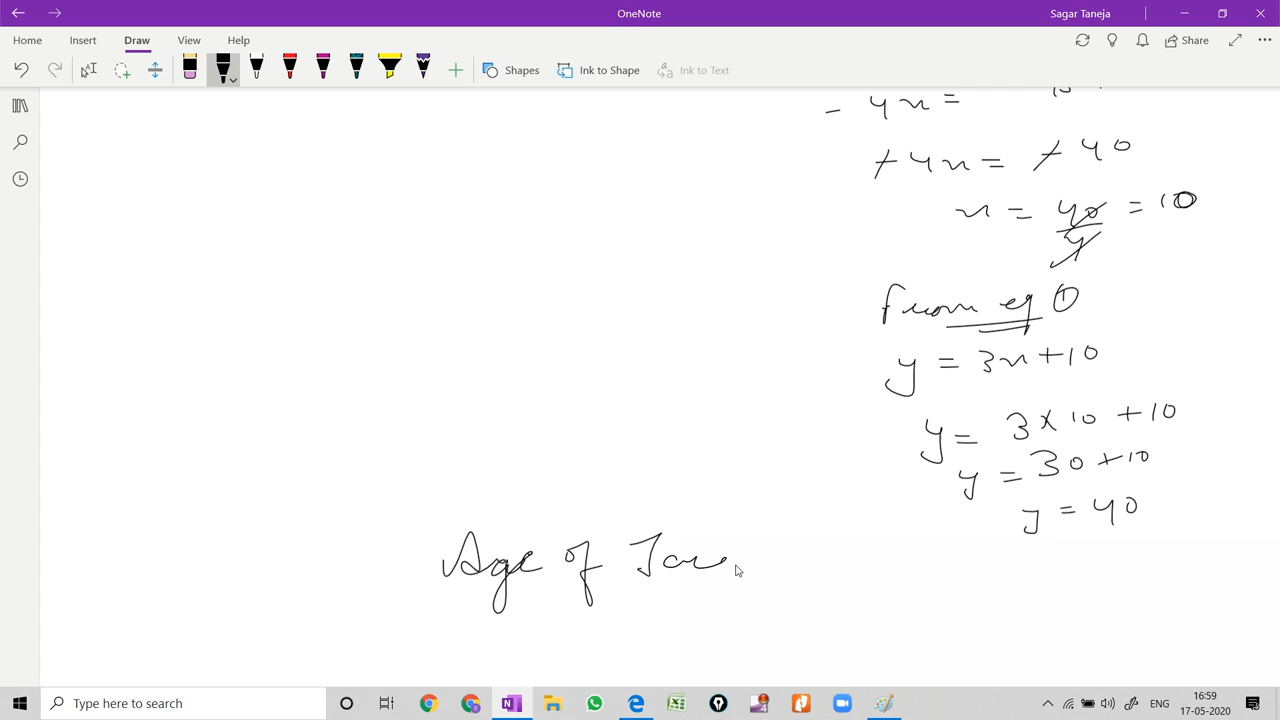 OneNote
Sagar Taneja
Home Insert Draw View Help
Share
Shapes
Ink to Shape
Ink to Text
- 4x =
+4x = +40
x = 40/4 = 10
from eq ①
y = 3x+10
y = 3×10 +10
y = 30+10
y = 40
Age of
Type here to search
ENG
16:59
17-05-2020